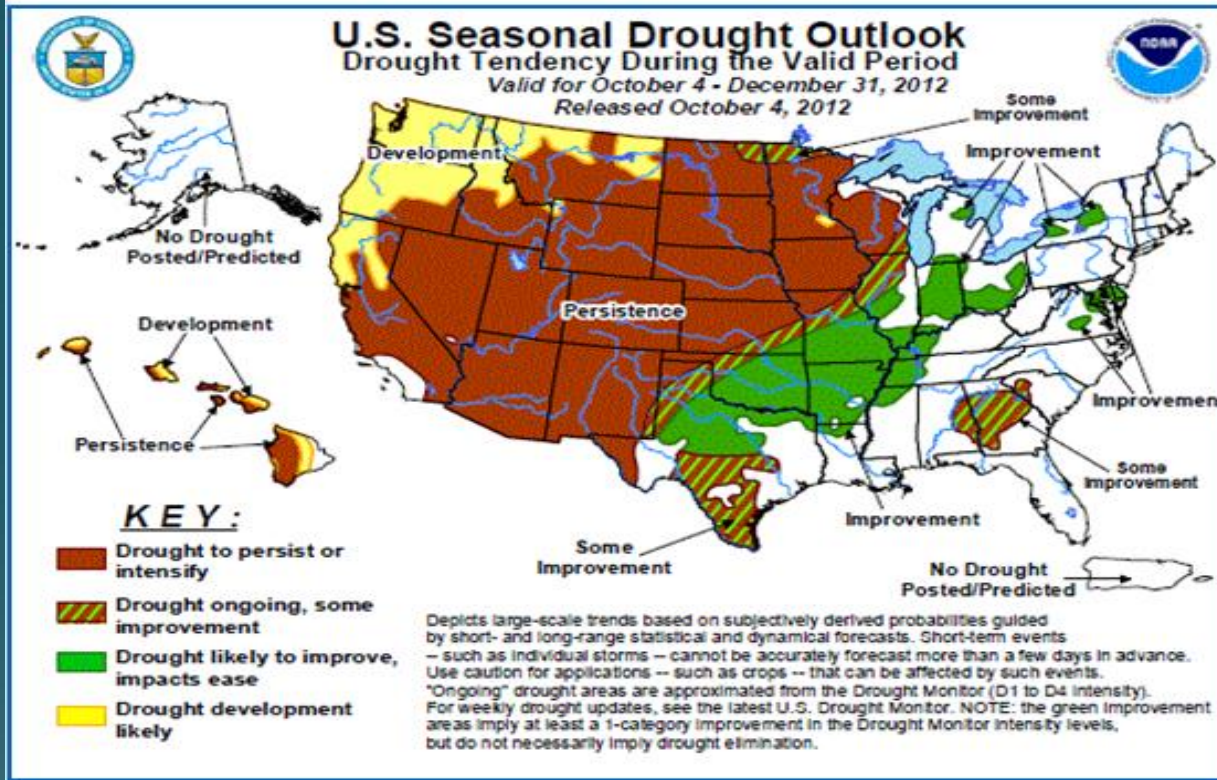 U.S. Seasonal Drought Outlook
Drought Tendency During the Valid Period
Valid for October 4 - December 31, 2012
Released October 4, 2012
NOAA
Some
Improvement
Development
Improvement
No Drought
Posted/Predicted
Development
Persistence
Persistence
Improvemen
Some
Improvement
Improvement
Some
Improvement
No Drought
Posted/Predicted
KEY:
Drought to persist or
intensify
Drought ongoing, some
improvement
Drought likely to improve,
impacts ease
Drought development
likely
Depicts large-scale trends based on subjectively derived probabilities guided
by short- and long-range statistical and dynamical forecasts. Short-term events
-- such as individual storms -- cannot be accurately forecast more than a few days in advance.
Use caution for applications -- such as crops -- that can be affected by such events.
"Ongoing" drought areas are approximated from the Drought Monitor (D1 to D4 intensity).
For weekly drought updates, see the latest U.S. Drought Monitor. NOTE: the green improvement
areas imply at least a 1-category improvement in the Drought Monitor intensity levels,
but do not necessarily imply drought elimination.